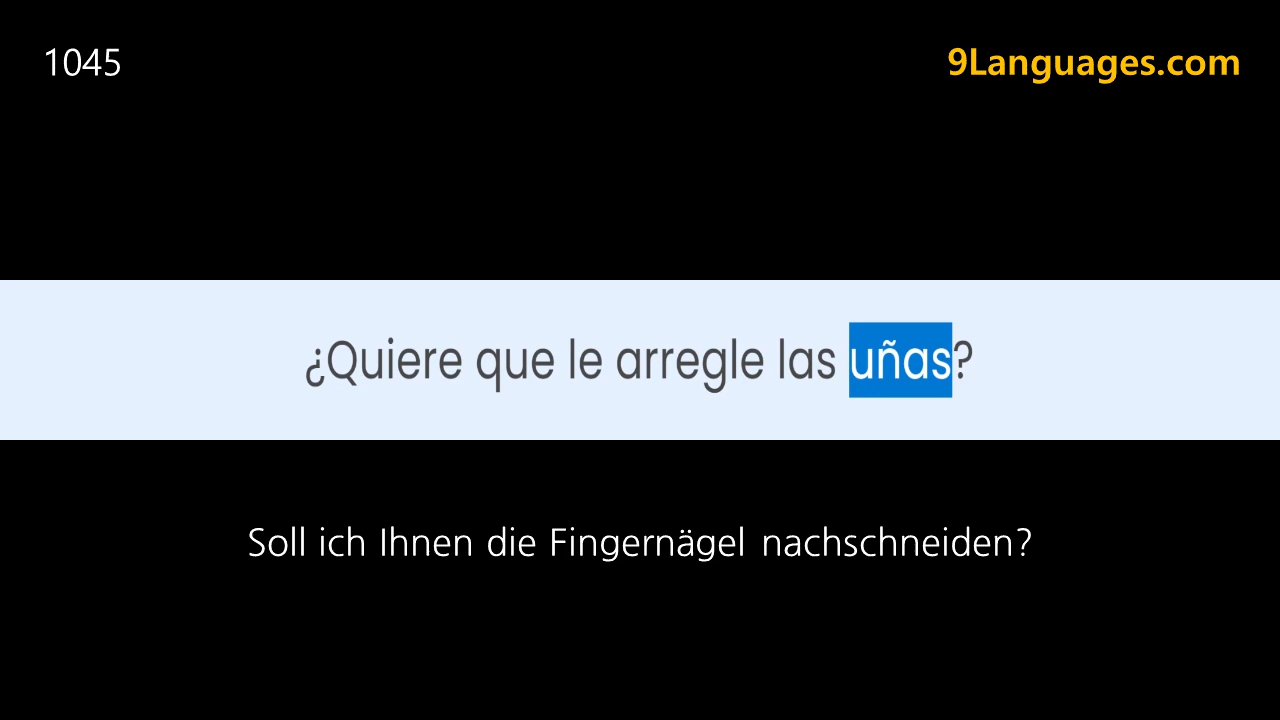 1045
9Languages.com
¿Quiere que le arregle las uñas?
Soll ich Ihnen die Fingernägel nachschneiden?